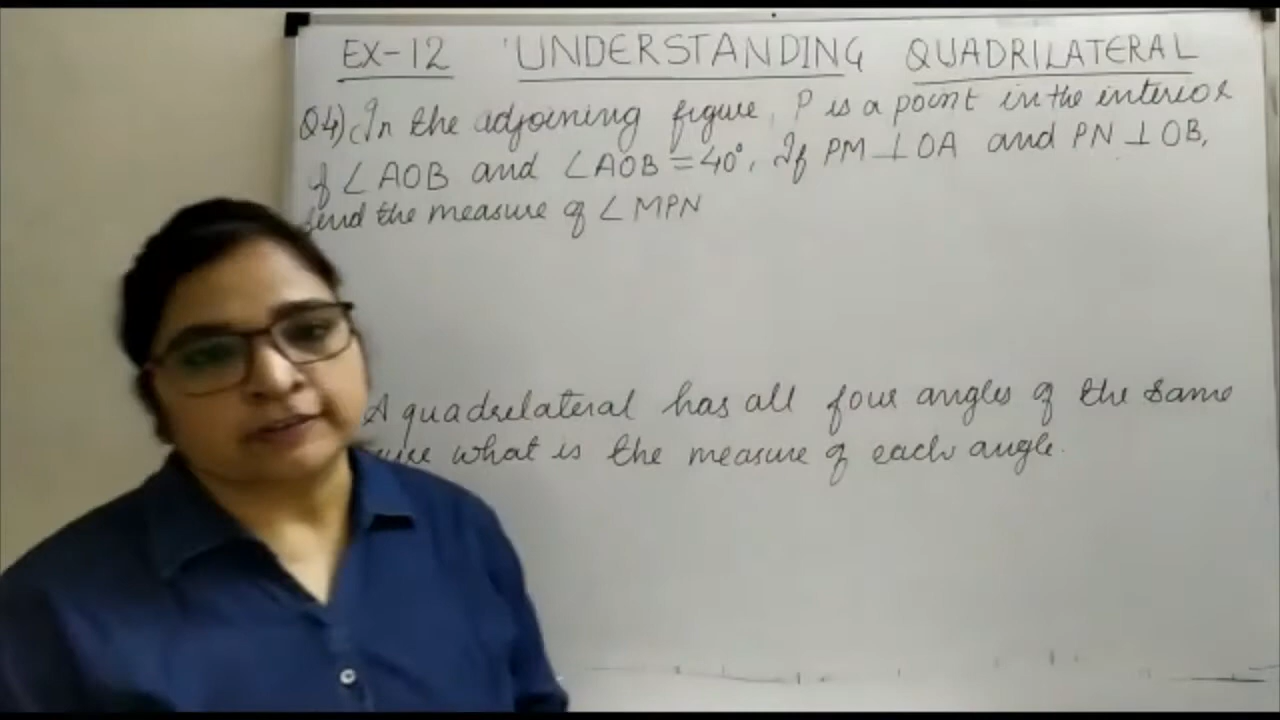 EX-12 'UNDERSTANDING QUADRILATERAL
Q4) In the adjoining figure, P is a point in the interior
of ∠AOB and ∠AOB = 40°, If PM ⊥ OA and PN ⊥ OB,
find the measure of ∠MPN
A quadrilateral has all four angles of the same
what is the measure of each angle.